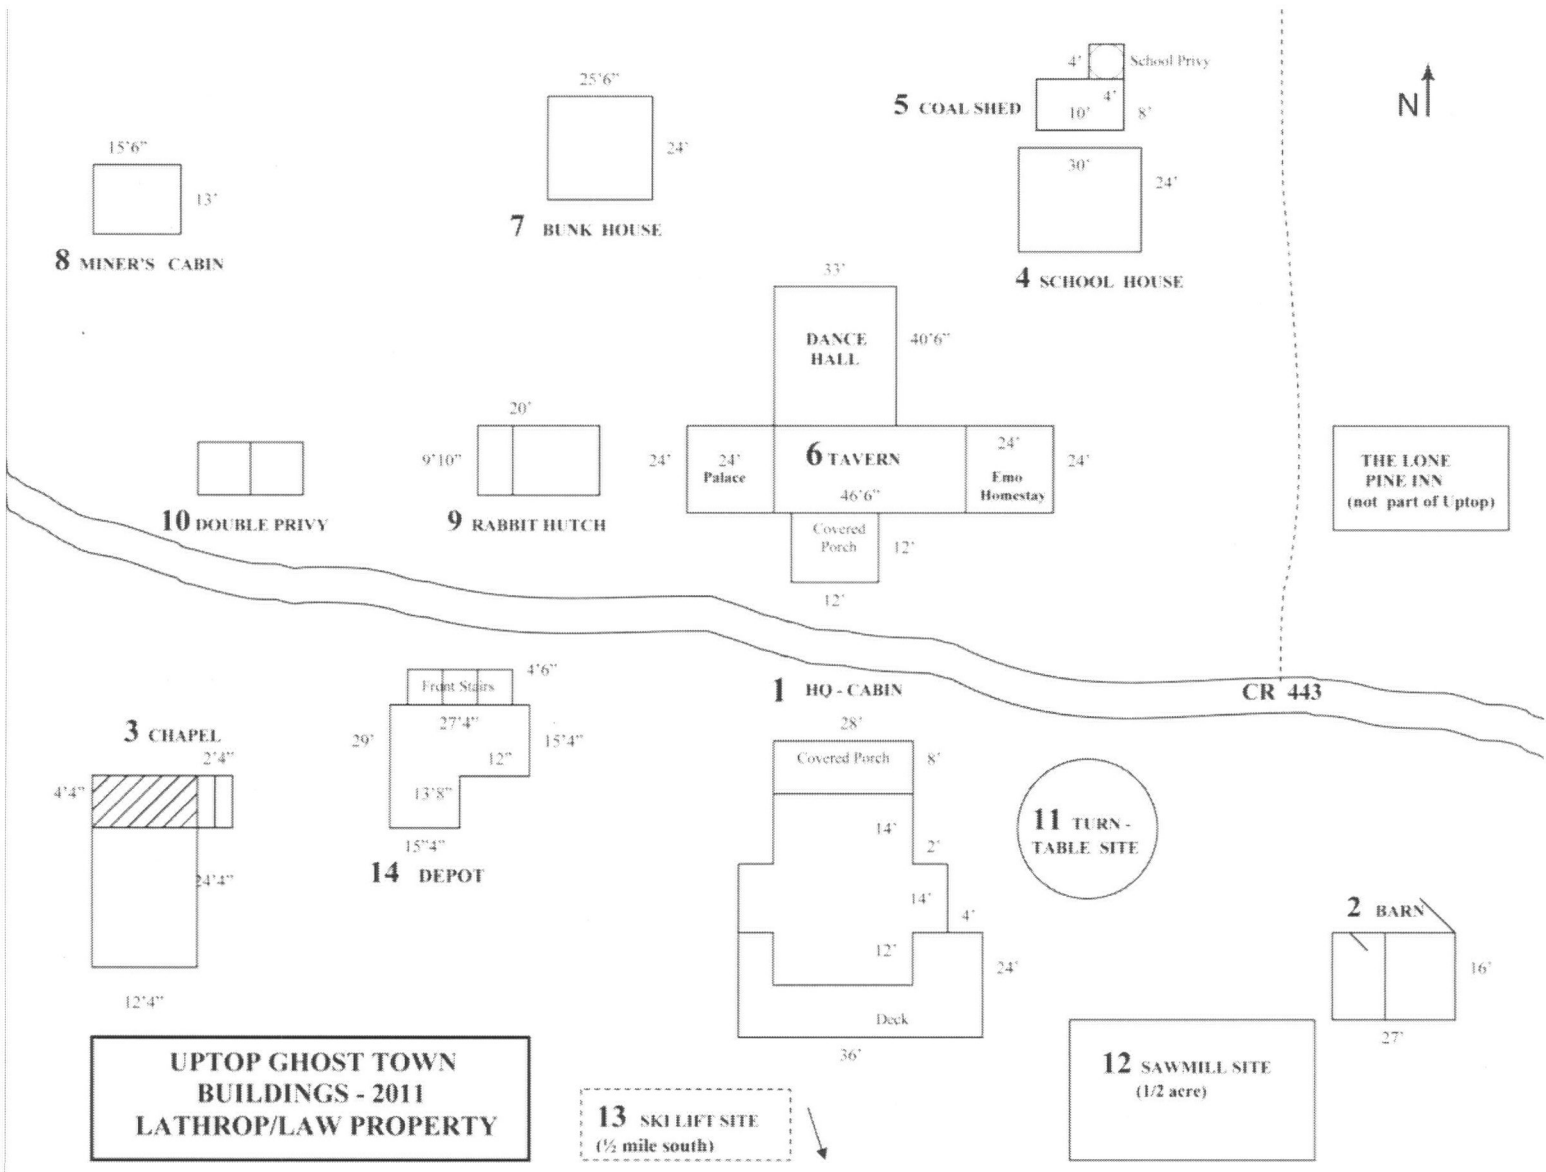 4'
School Privy
N
5 COAL SHED
10'
4'
8'
25'6"
24'
15'6"
13'
30'
24'
7 BUNK HOUSE
8 MINER'S CABIN
4 SCHOOL HOUSE
33'
DANCE
HALL
40'6"
20'
9'10"
24'
24'
Palace
6 TAVERN
46'6"
24'
Emo
Homestay
24'
THE LONE
PINE INN
(not part of Uptop)
10 DOUBLE PRIVY
9 RABBIT HUTCH
Covered
Porch
12'
12'
4'6"
Front Stairs
1 HQ - CABIN
CR 443
3 CHAPEL
2'4"
4'4"
24'4"
12'4"
29'
27'4"
15'4"
12"
13'8"
15"4"
14 DEPOT
28'
Covered Porch
8'
14'
2'
14'
4'
12'
24'
Deck
36'
11 TURN -
TABLE SITE
2 BARN
16'
27'
UPTOP GHOST TOWN
BUILDINGS - 2011
LATHROP/LAW PROPERTY
13 SKI LIFT SITE
(½ mile south)
12 SAWMILL SITE
(1/2 acre)